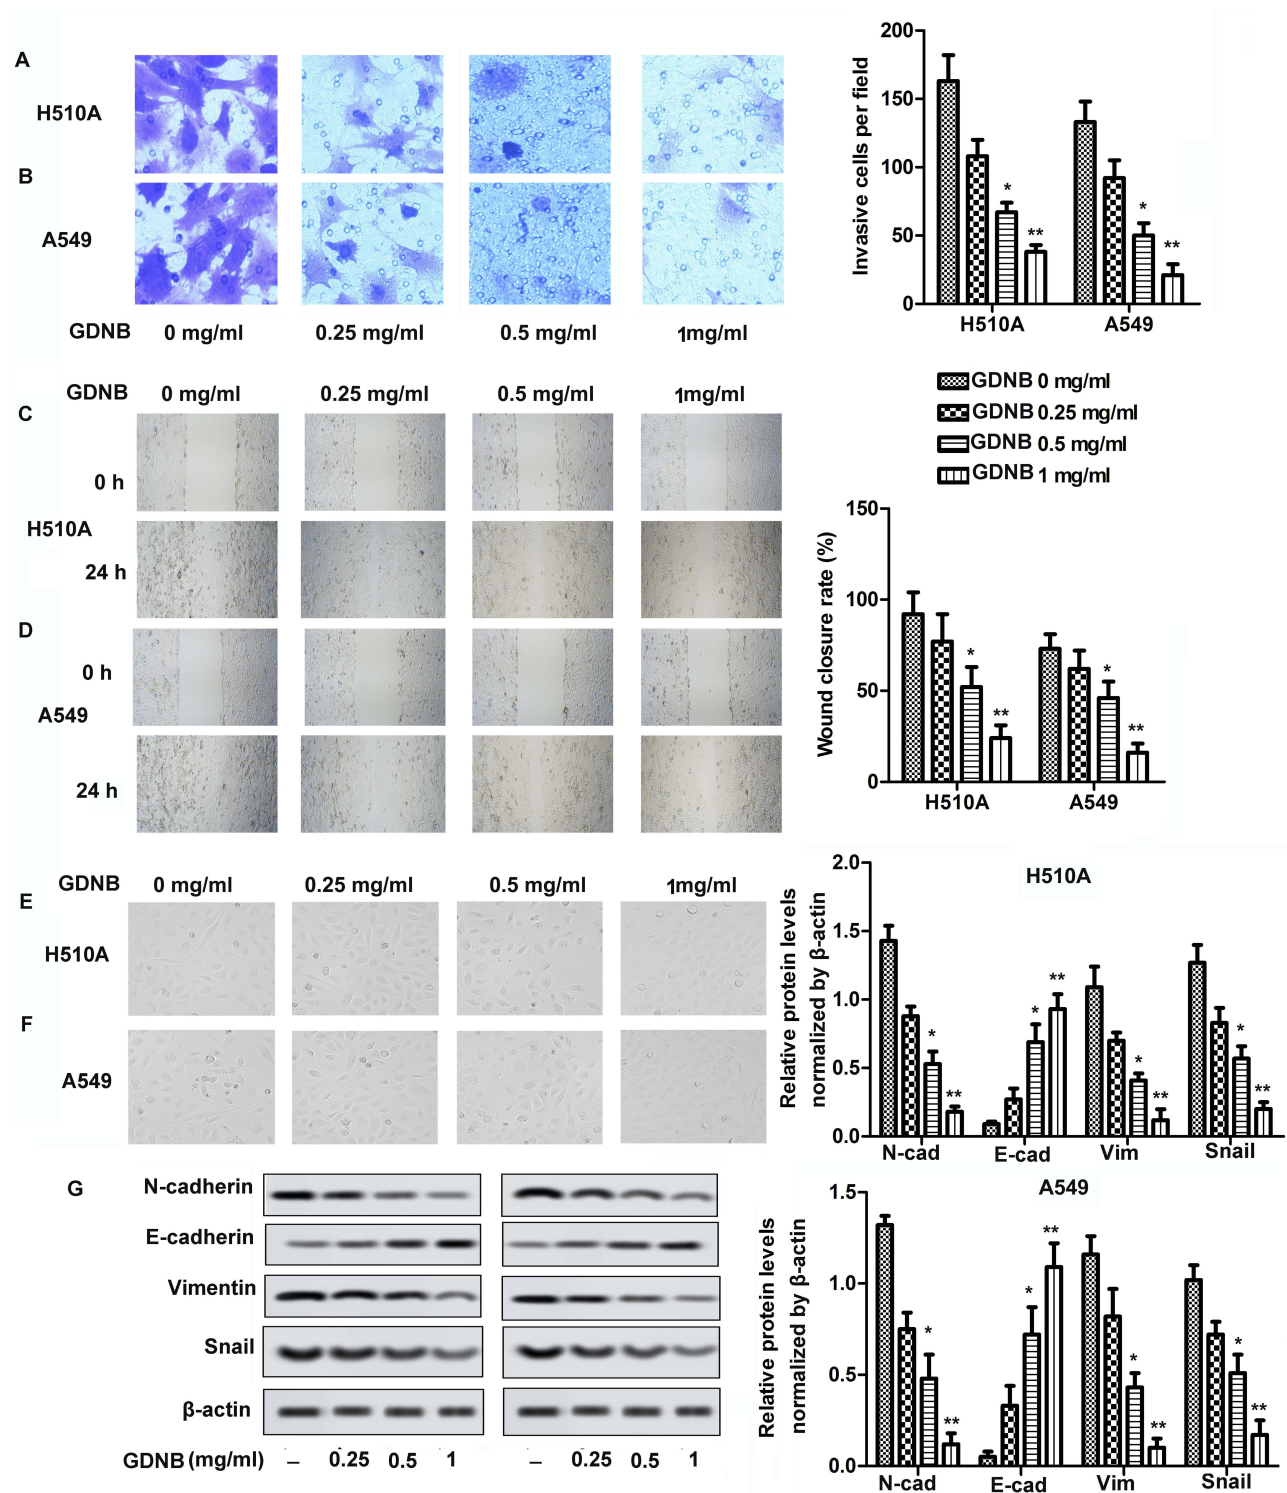 A
H510A
B
A549
GDNB 0 mg/ml 0.25 mg/ml 0.5 mg/ml 1mg/ml
200
150
100
50
0
Invasive cells per field
*
**
*
**
H510A A549
GDNB 0 mg/ml
GDNB 0.25 mg/ml
GDNB 0.5 mg/ml
GDNB 1 mg/ml
GDNB 0 mg/ml 0.25 mg/ml 0.5 mg/ml 1mg/ml
C
0 h
H510A
24 h
D
0 h
A549
24 h
150
100
50
0
Wound closure rate (%)
*
**
*
**
H510A A549
GDNB 0 mg/ml 0.25 mg/ml 0.5 mg/ml 1mg/ml
E
H510A
F
A549
H510A
2.0
1.5
1.0
0.5
0.0
Relative protein levels
normalized by β-actin
*
**
*
**
*
**
*
**
N-cad E-cad Vim Snail
G
N-cadherin
E-cadherin
Vimentin
Snail
β-actin
GDNB (mg/ml) – 0.25 0.5 1 – 0.25 0.5 1
A549
1.5
1.0
0.5
0.0
Relative protein levels
normalized by β-actin
*
**
*
**
*
**
*
**
N-cad E-cad Vim Snail